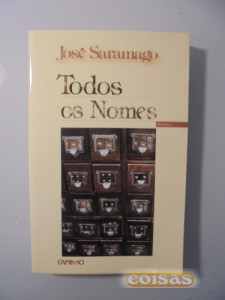 José Saramago
Todos
os Nomes
CAMINHO
coisas